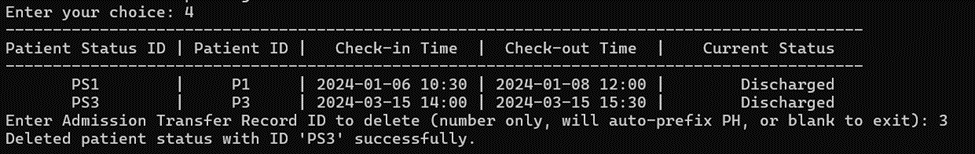 Enter your choice: 4
-------------------------------------------------------------------------------------------
Patient Status ID | Patient ID |   Check-in Time   |  Check-out Time   |    Current Status
-------------------------------------------------------------------------------------------
       PS1        |     P1     | 2024-01-06 10:30 | 2024-01-08 12:00 |        Discharged
       PS3        |     P3     | 2024-03-15 14:00 | 2024-03-15 15:30 |        Discharged
Enter Admission Transfer Record ID to delete (number only, will auto-prefix PH, or blank to exit): 3
Deleted patient status with ID 'PS3' successfully.